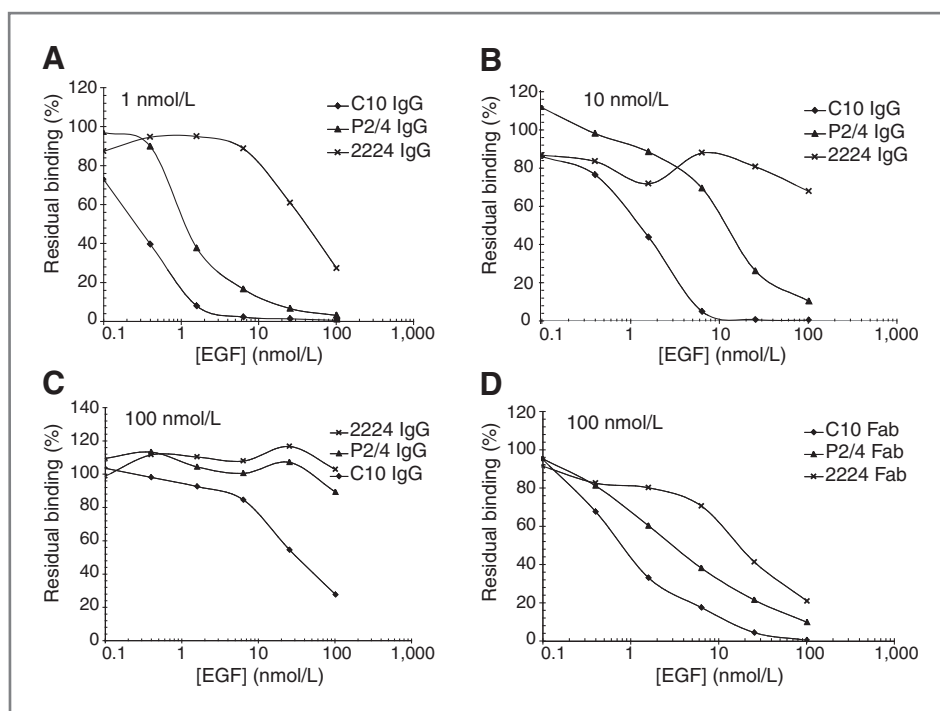 A
Residual binding (%)
120
100
80
60
40
20
0
1 nmol/L
C10 IgG
P2/4 IgG
2224 IgG
0.1 1 10 100 1,000
[EGF] (nmol/L)
B
Residual binding (%)
120
100
80
60
40
20
0
10 nmol/L
C10 IgG
P2/4 IgG
2224 IgG
0.1 1 10 100 1,000
[EGF] (nmol/L)
C
Residual binding (%)
140
120
100
80
60
40
20
0
100 nmol/L
2224 IgG
P2/4 IgG
C10 IgG
0.1 1 10 100 1,000
[EGF] (nmol/L)
D
Residual binding (%)
120
100
80
60
40
20
0
100 nmol/L
C10 Fab
P2/4 Fab
2224 Fab
0.1 1 10 100 1,000
[EGF] (nmol/L)